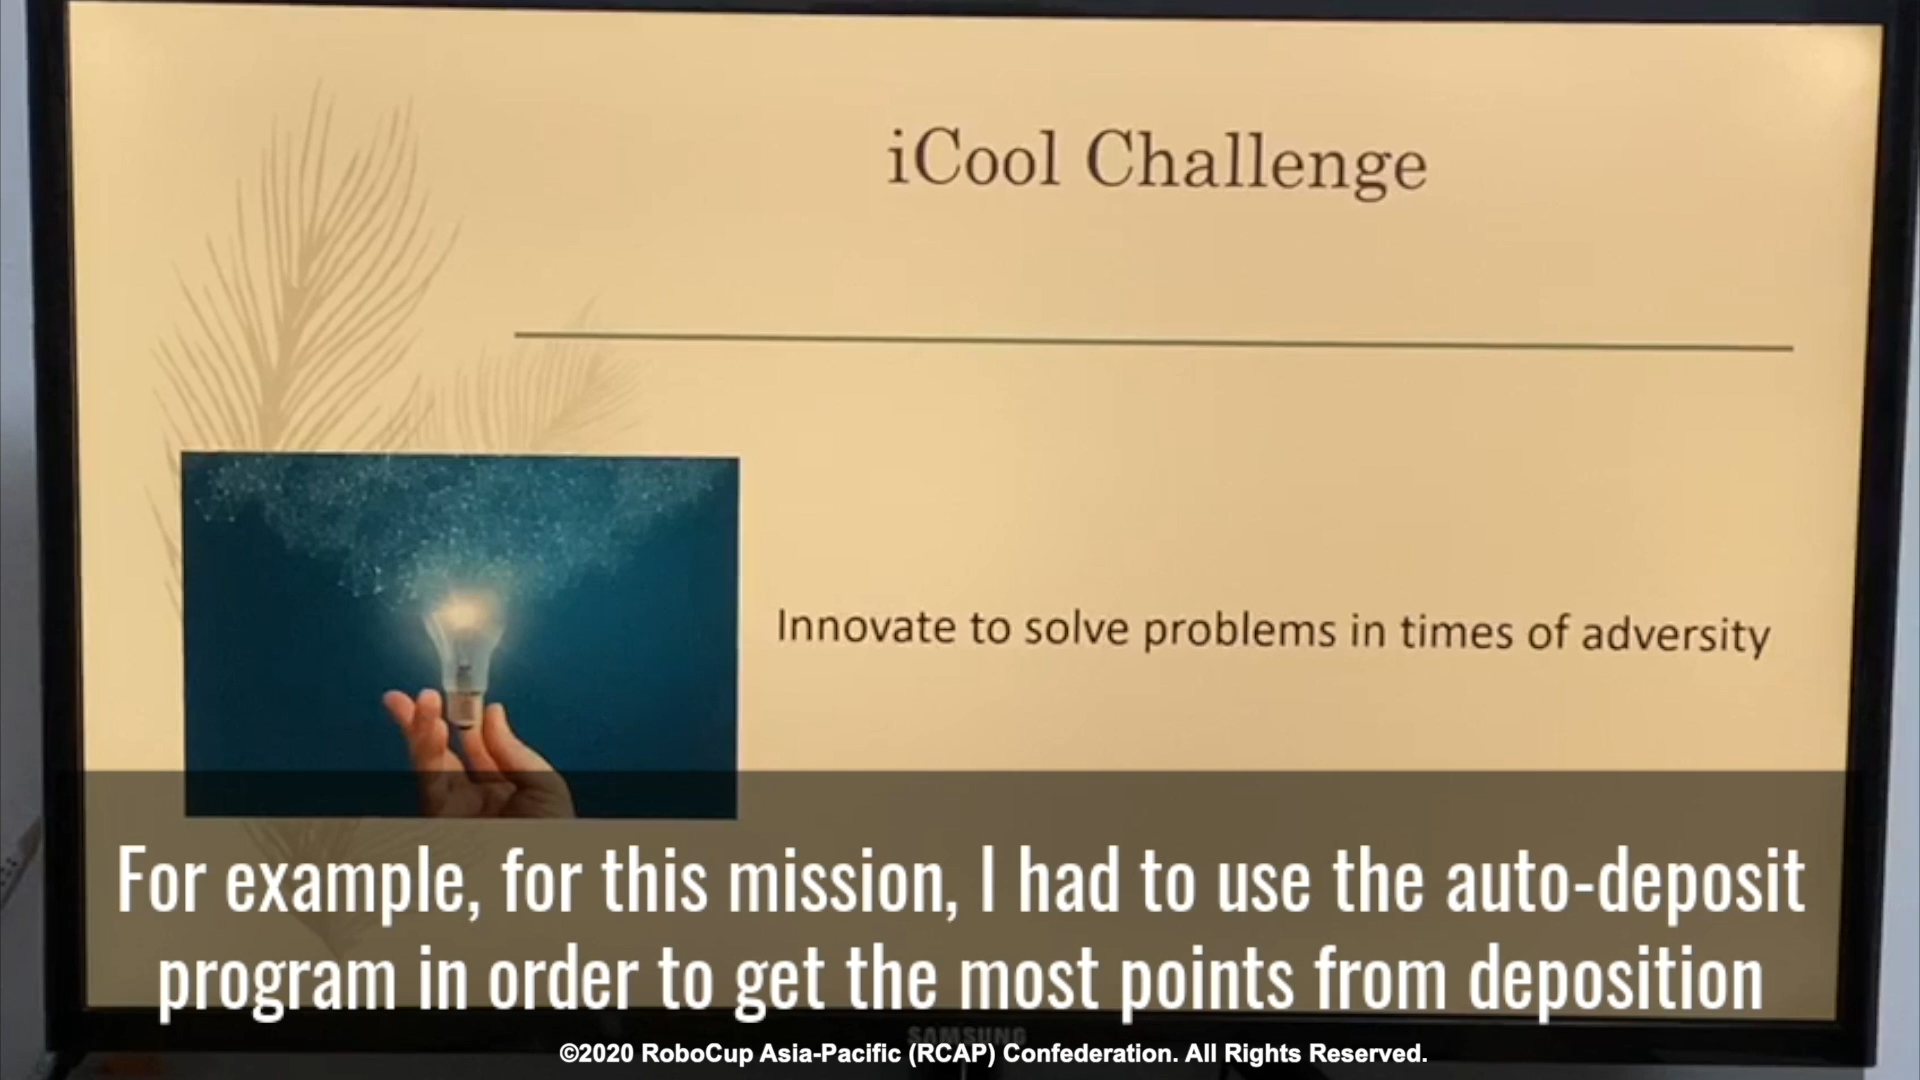 iCool Challenge
Innovate to solve problems in times of adversity
For example, for this mission, I had to use the auto-deposit
program in order to get the most points from deposition
SAMSUNG
©2020 RoboCup Asia-Pacific (RCAP) Confederation. All Rights Reserved.